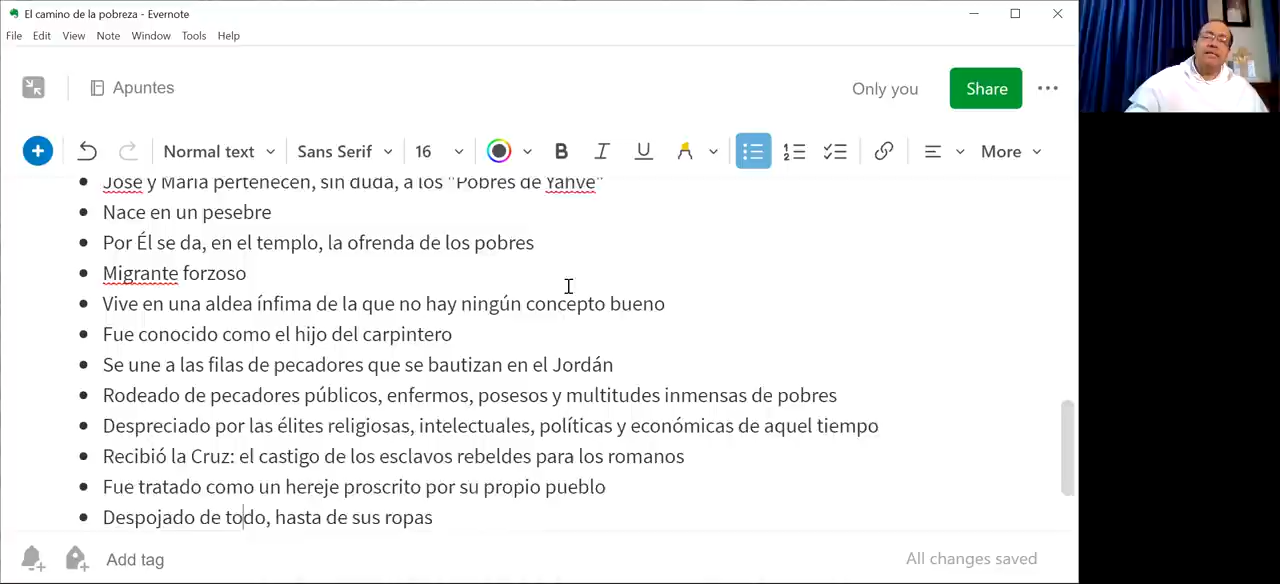 El camino de la pobreza - Evernote
File Edit View Note Window Tools Help
Apuntes
Only you
Share
Normal text
Sans Serif
16
B I U
More
José y María pertenecen, sin duda, a los "Pobres de Yahvé"
Nace en un pesebre
Por Él se da, en el templo, la ofrenda de los pobres
Migrante forzoso
Vive en una aldea ínfima de la que no hay ningún concepto bueno
Fue conocido como el hijo del carpintero
Se une a las filas de pecadores que se bautizan en el Jordán
Rodeado de pecadores públicos, enfermos, posesos y multitudes inmensas de pobres
Despreciado por las élites religiosas, intelectuales, políticas y económicas de aquel tiempo
Recibió la Cruz: el castigo de los esclavos rebeldes para los romanos
Fue tratado como un hereje proscrito por su propio pueblo
Despojado de todo, hasta de sus ropas
Add tag
All changes saved